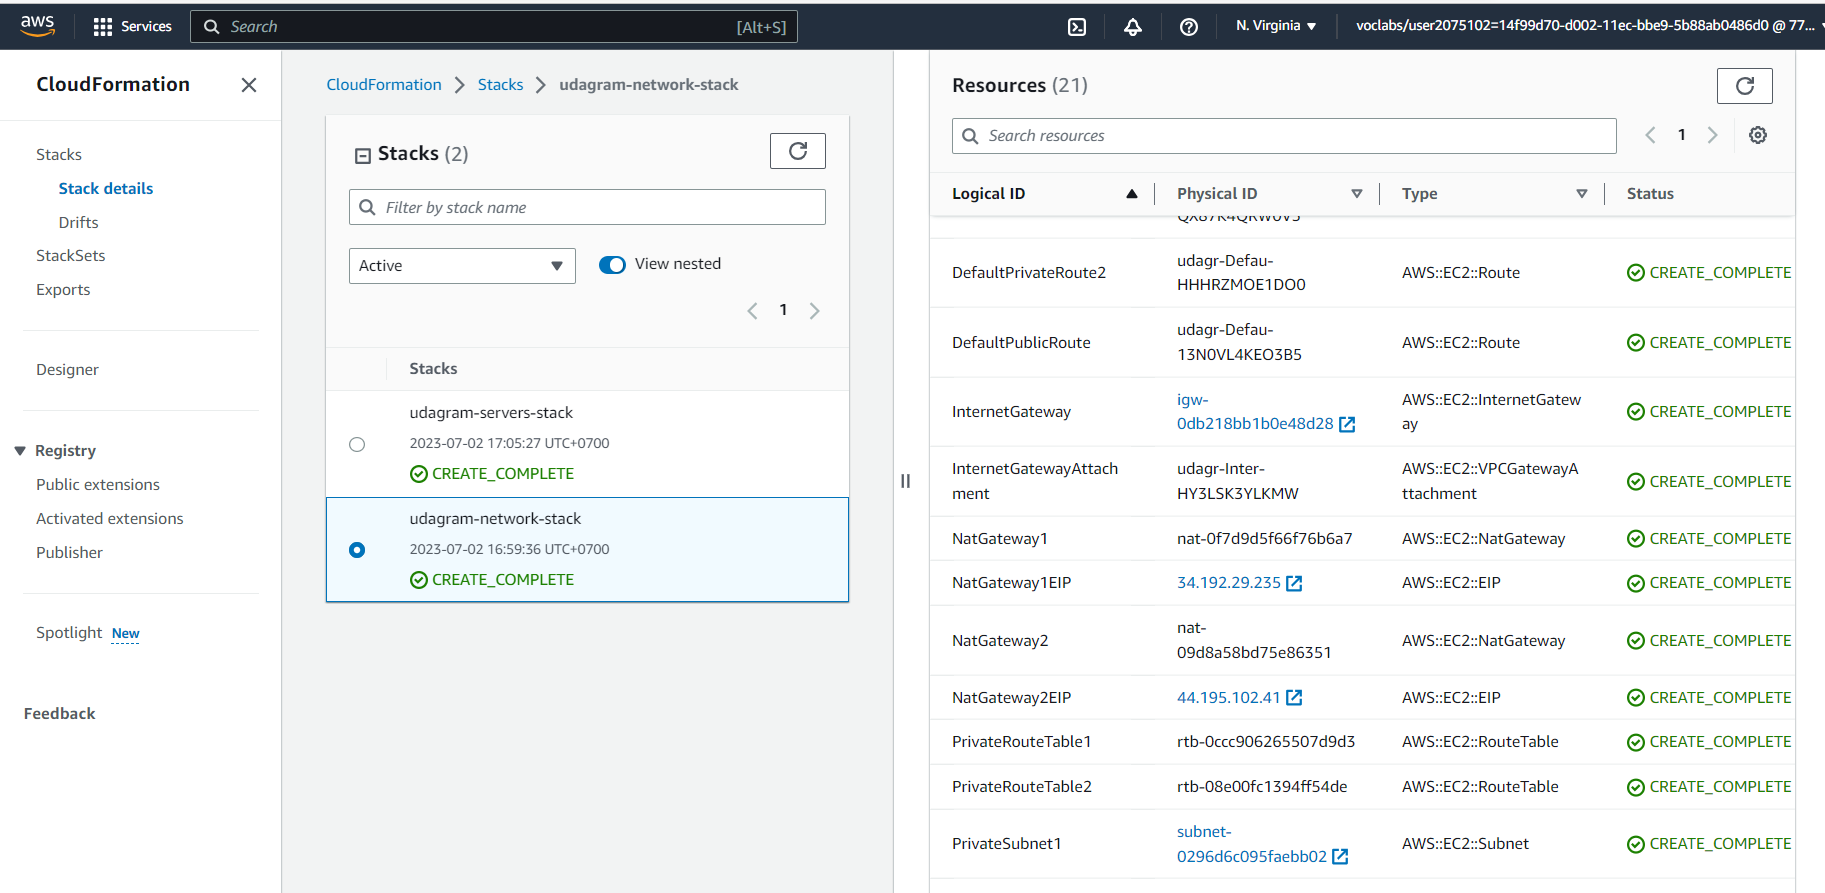 aws
Services
Search
[Alt+S]
N. Virginia
voclabs/user2075102=14f99d70-d002-11ec-bbe9-5b88ab0486d0 @ 77...
CloudFormation
Stacks
Stack details
Drifts
StackSets
Exports
Designer
Registry
Public extensions
Activated extensions
Publisher
Spotlight New
Feedback
CloudFormation
Stacks
udagram-network-stack
Stacks (2)
Filter by stack name
Active
View nested
1
Stacks
udagram-servers-stack
2023-07-02 17:05:27 UTC+0700
CREATE_COMPLETE
udagram-network-stack
2023-07-02 16:59:36 UTC+0700
CREATE_COMPLETE
Resources (21)
Search resources
1
Logical ID
Physical ID
Type
Status
DefaultPrivateRoute2
udagr-Defau-
HHHRZMOE1DO0
AWS::EC2::Route
CREATE_COMPLETE
DefaultPublicRoute
udagr-Defau-
13N0VL4KEO3B5
AWS::EC2::Route
CREATE_COMPLETE
InternetGateway
igw-
0db218bb1b0e48d28
AWS::EC2::InternetGatew
ay
CREATE_COMPLETE
InternetGatewayAttach
ment
udagr-Inter-
HY3LSK3YLKMW
AWS::EC2::VPCGatewayA
ttachment
CREATE_COMPLETE
NatGateway1
nat-0f7d9d5f66f76b6a7
AWS::EC2::NatGateway
CREATE_COMPLETE
NatGateway1EIP
34.192.29.235
AWS::EC2::EIP
CREATE_COMPLETE
NatGateway2
nat-
09d8a58bd75e86351
AWS::EC2::NatGateway
CREATE_COMPLETE
NatGateway2EIP
44.195.102.41
AWS::EC2::EIP
CREATE_COMPLETE
PrivateRouteTable1
rtb-0ccc906265507d9d3
AWS::EC2::RouteTable
CREATE_COMPLETE
PrivateRouteTable2
rtb-08e00fc1394ff54de
AWS::EC2::RouteTable
CREATE_COMPLETE
PrivateSubnet1
subnet-
0296d6c095faebb02
AWS::EC2::Subnet
CREATE_COMPLETE